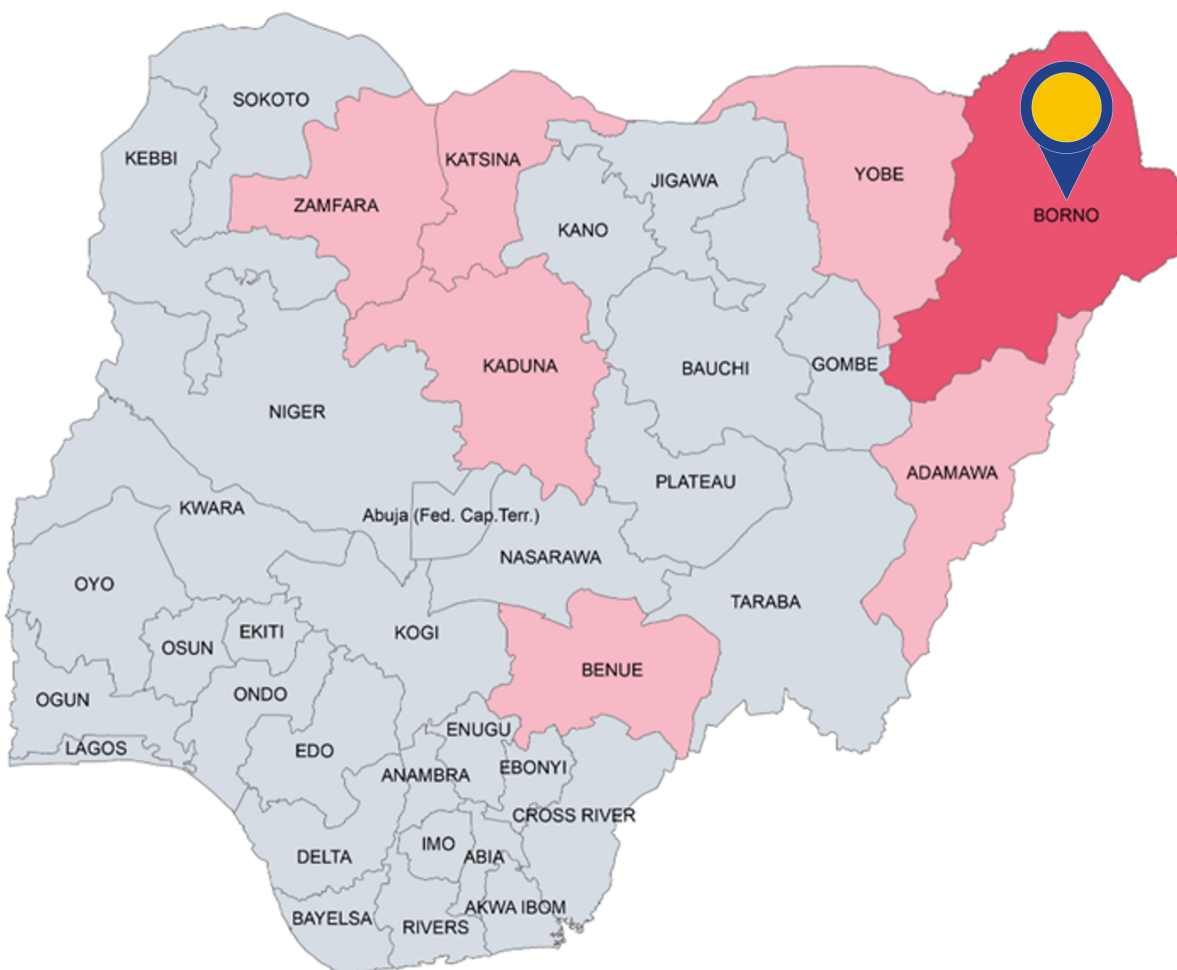 SOKOTO
KEBBI
KATSINA
ZAMFARA
JIGAWA
YOBE
KANO
BORNO
KADUNA
BAUCHI
GOMBE
NIGER
ADAMAWA
PLATEAU
KWARA
Abuja (Fed. Cap.Terr.)
NASARAWA
OYO
TARABA
EKITI
KOGI
OSUN
BENUE
ONDO
OGUN
ENUGU
LAGOS
EDO
EBONYI
ANAMBRA
CROSS RIVER
IMO
DELTA
ABIA
AKWA IBOM
BAYELSA
RIVERS